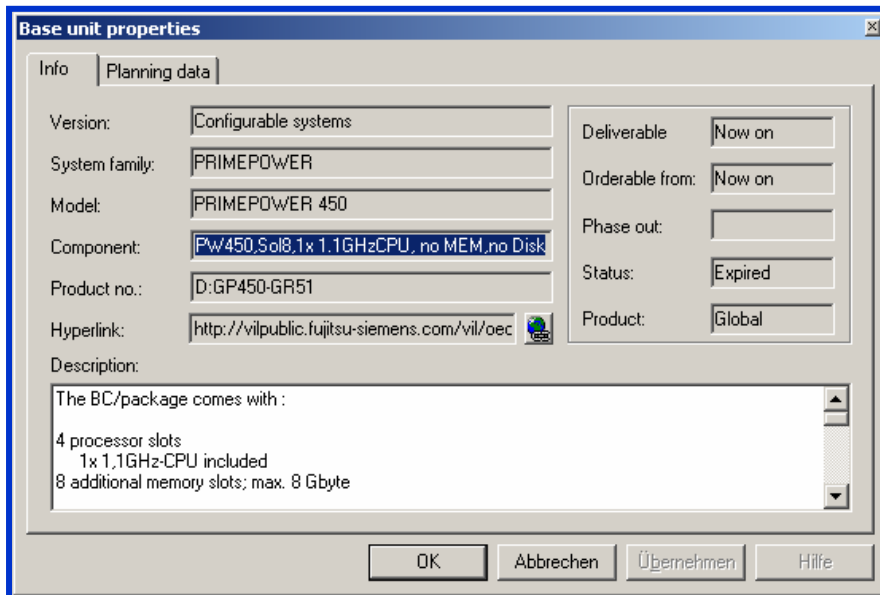 Base unit properties
Info
Planning data
Version:
Configurable systems
System family:
PRIMEPOWER
Model:
PRIMEPOWER 450
Component:
PW450,Sol8,1x 1.1GHzCPU, no MEM,no Disk
Product no.:
D:GP450-GR51
Hyperlink:
http://vilpublic.fujitsu-siemens.com/vil/oec
Deliverable
Now on
Orderable from:
Now on
Phase out:
Status:
Expired
Product:
Global
Description:
The BC/package comes with :
4 processor slots
1x 1,1GHz-CPU included
8 additional memory slots; max. 8 Gbyte
OK
Abbrechen
Übernehmen
Hilfe